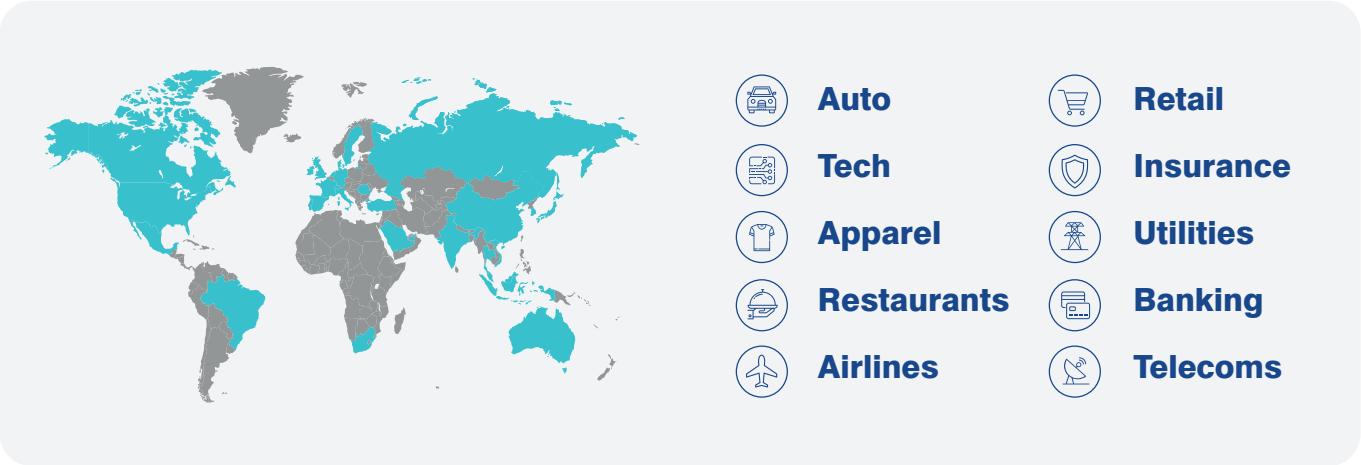 Auto
Tech
Apparel
Restaurants
Airlines
Retail
Insurance
Utilities
Banking
Telecoms